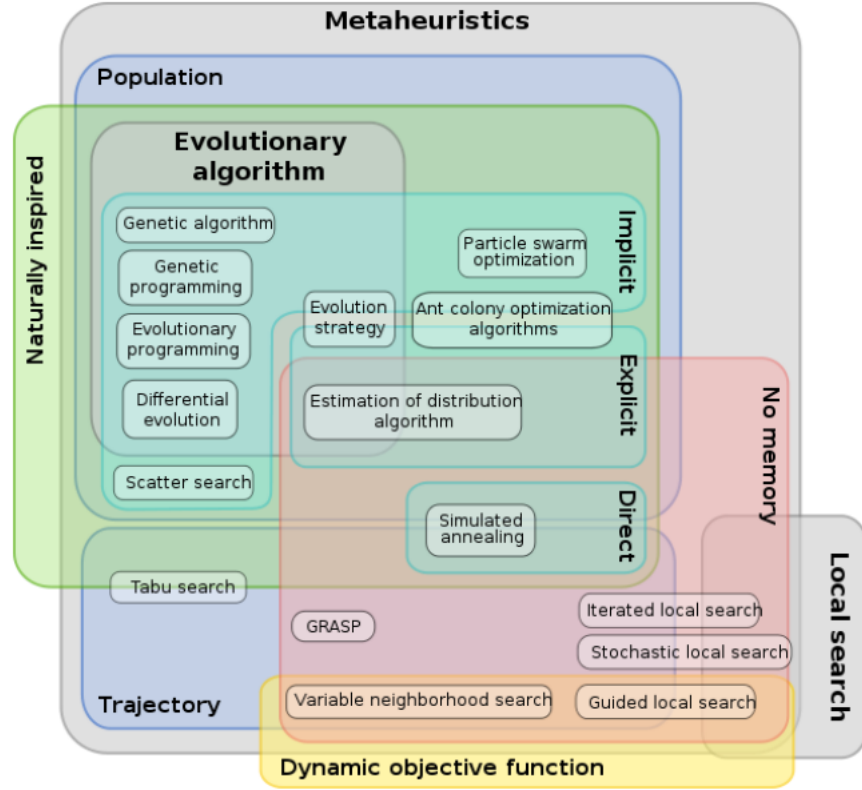 Metaheuristics
Population
Naturally inspired
Evolutionary
algorithm
Implicit
Genetic algorithm
Particle swarm
optimization
Genetic
programming
Evolution
strategy
Ant colony optimization
algorithms
Evolutionary
programming
Explicit
Differential
evolution
Estimation of distribution
algorithm
No memory
Scatter search
Direct
Simulated
annealing
Local search
Tabu search
GRASP
Iterated local search
Stochastic local search
Trajectory
Variable neighborhood search
Guided local search
Dynamic objective function